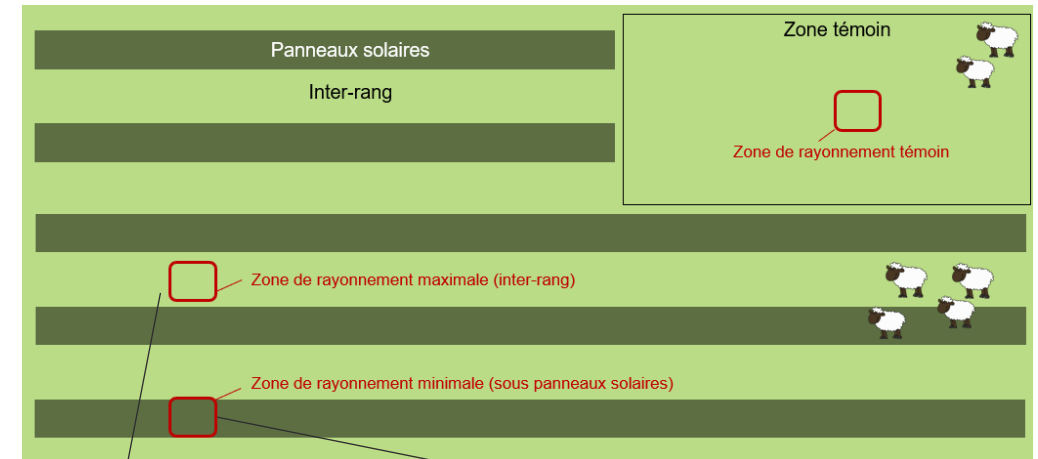 Panneaux solaires
Inter-rang
Zone témoin
Zone de rayonnement témoin
Zone de rayonnement maximale (inter-rang)
Zone de rayonnement minimale (sous panneaux solaires)